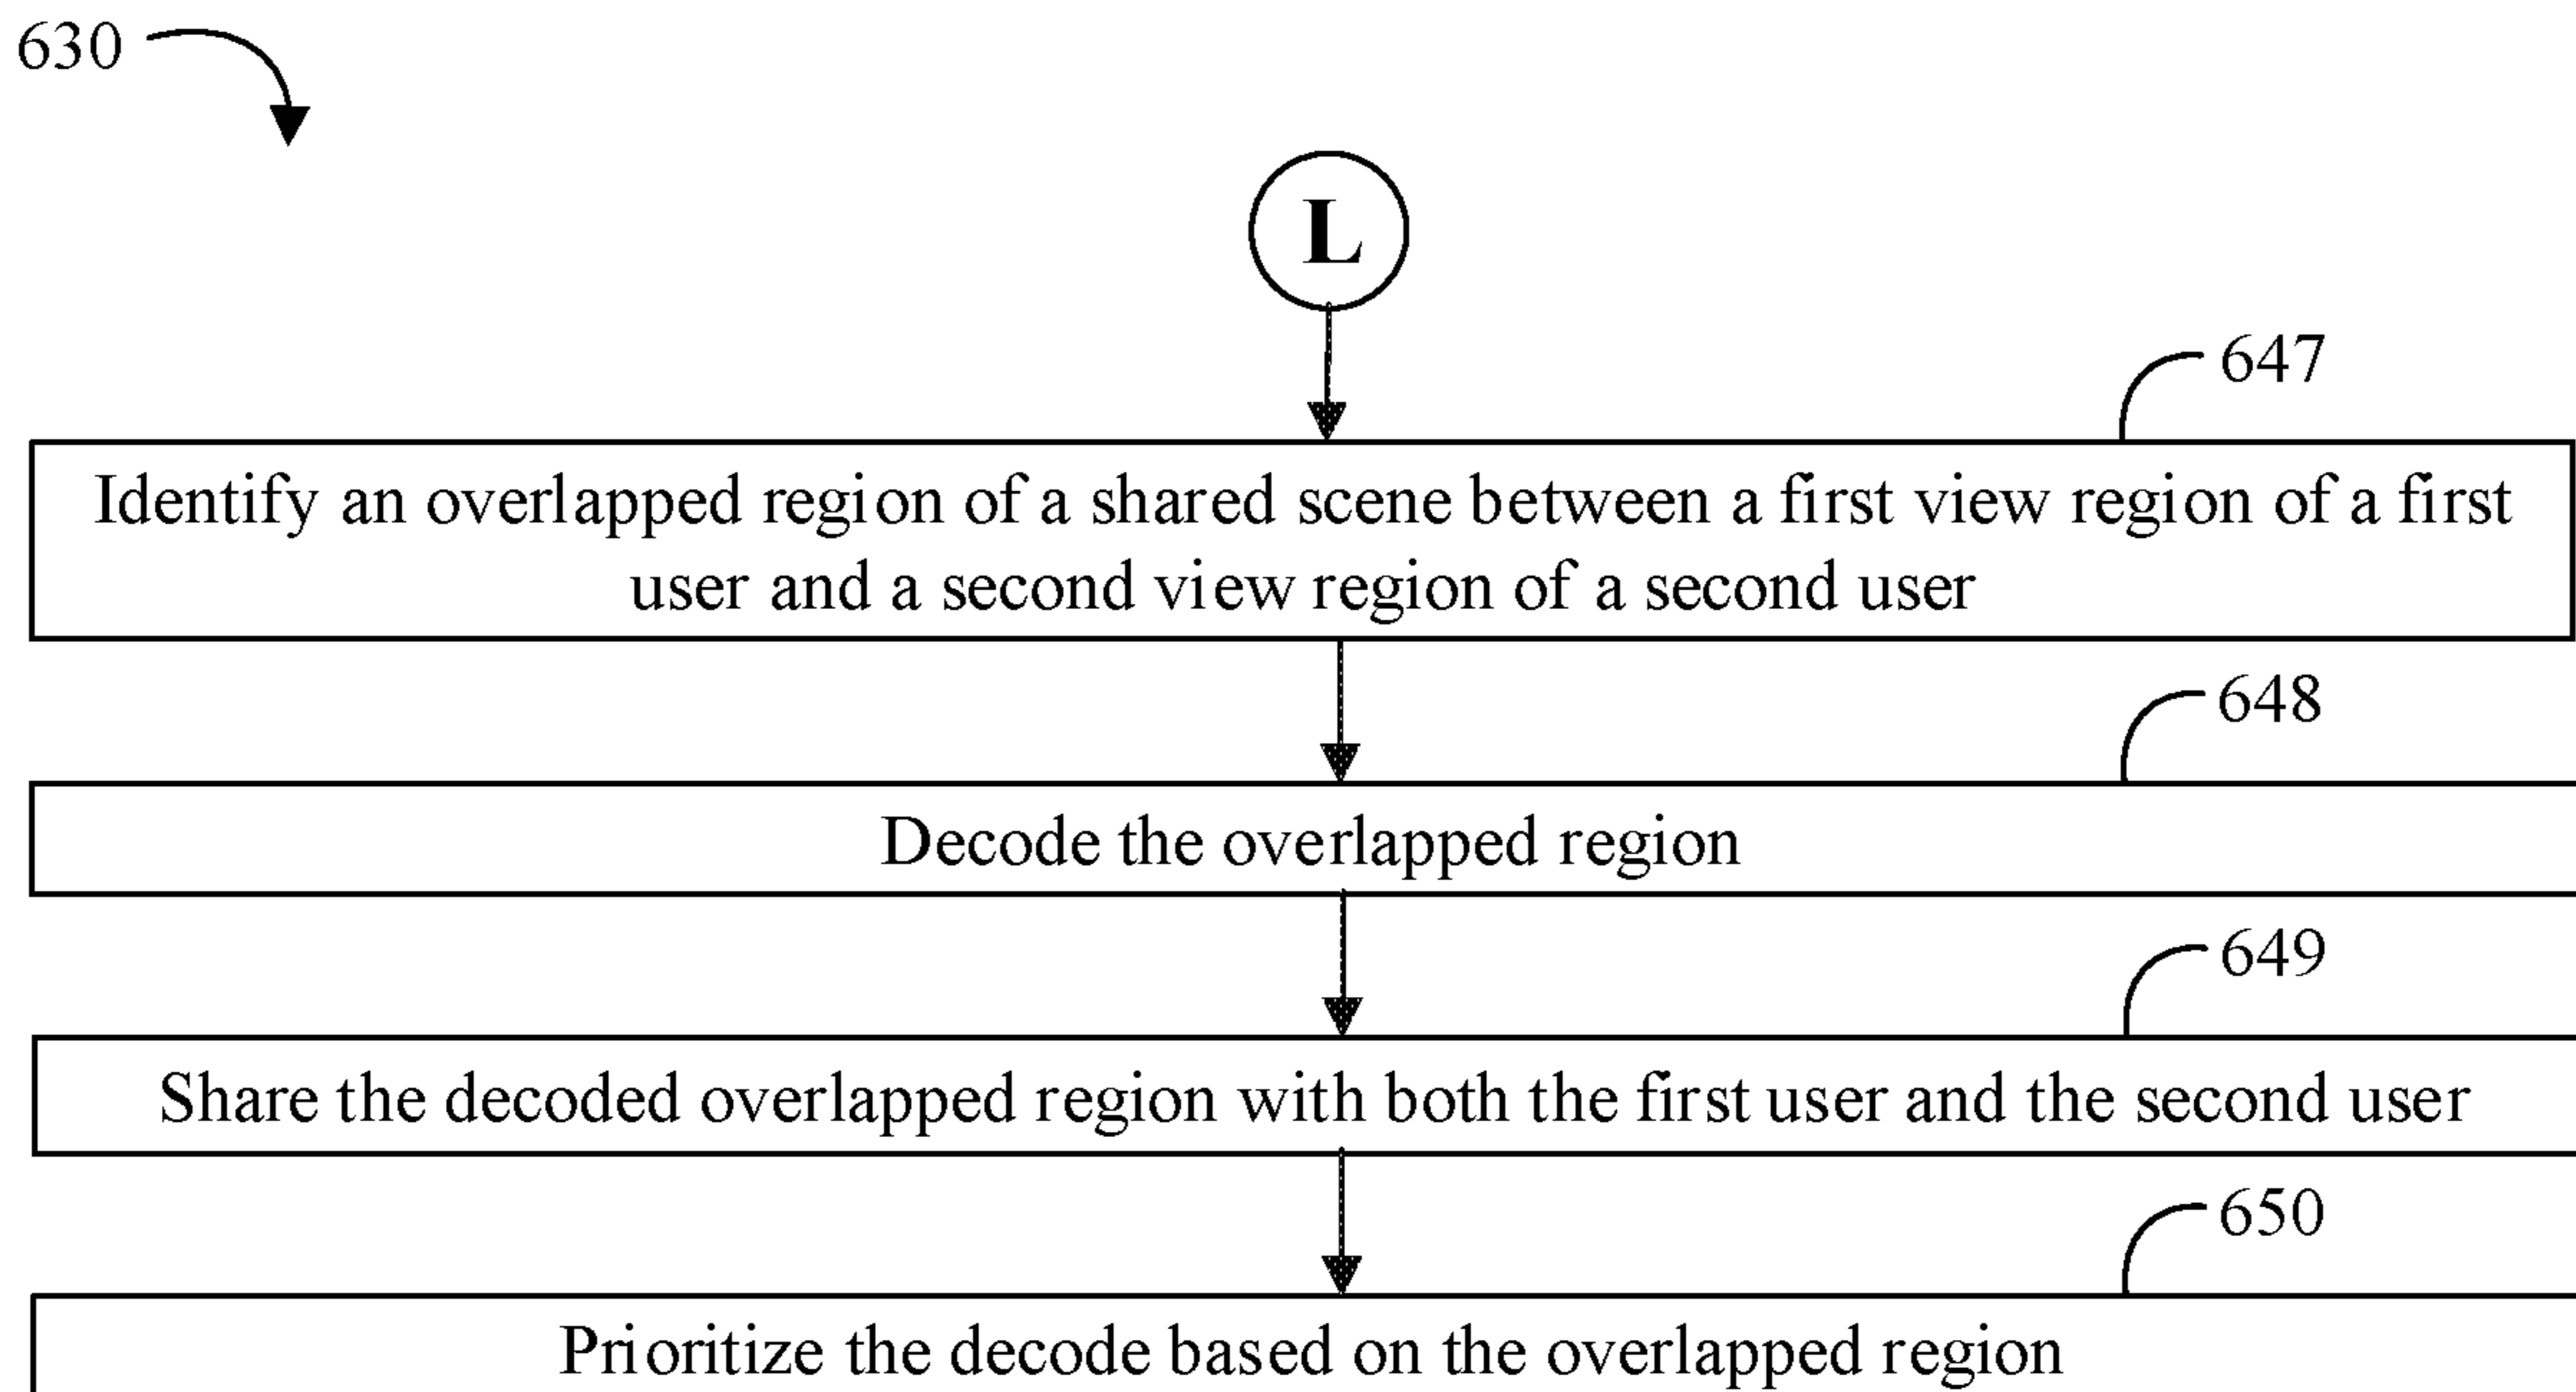 630
L
647
Identify an overlapped region of a shared scene between a first view region of a first
user and a second view region of a second user
648
Decode the overlapped region
649
Share the decoded overlapped region with both the first user and the second user
650
Prioritize the decode based on the overlapped region